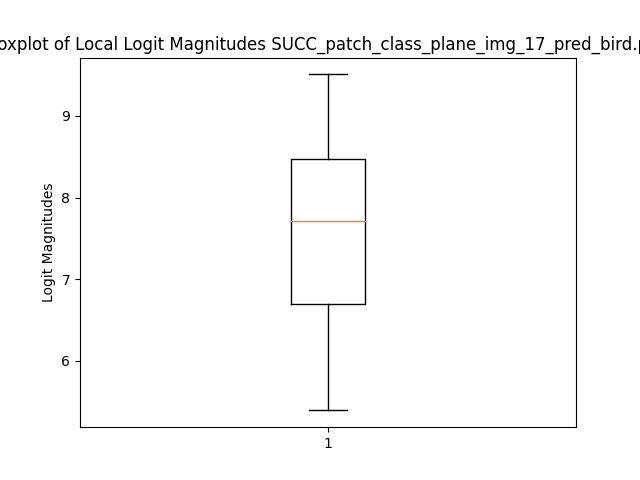 oxplot of Local Logit Magnitudes SUCC_patch_class_plane_img_17_pred_bird.p
9
8
7
6
Logit Magnitudes
1